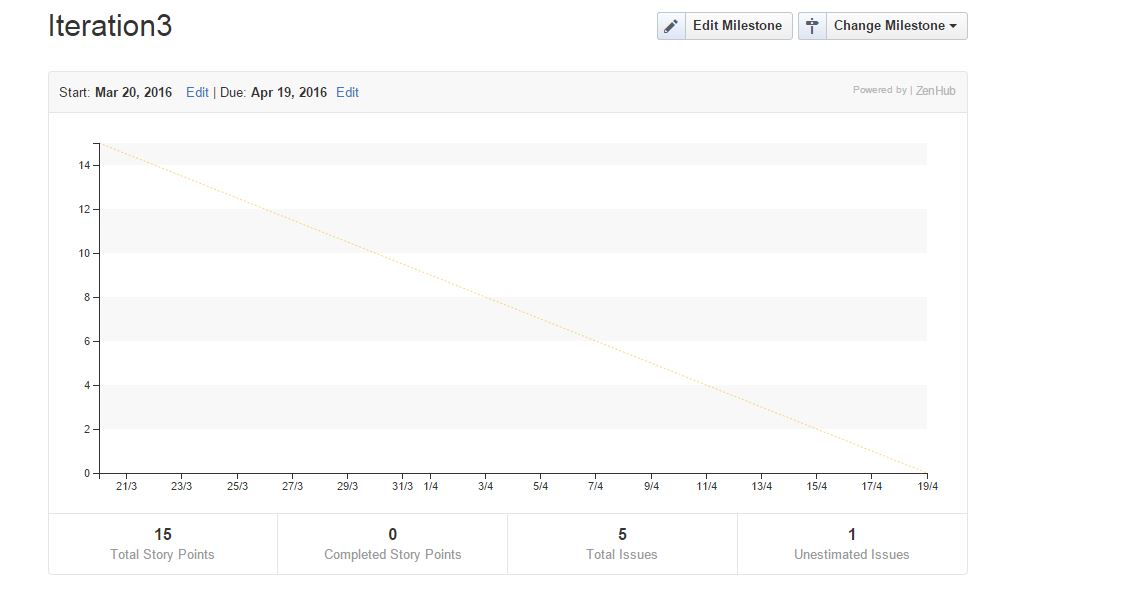 Iteration3
Edit Milestone
Change Milestone
Start: Mar 20, 2016 Edit | Due: Apr 19, 2016 Edit
Powered by | ZenHub
14
12
10
8
6
4
2
0
21/3 23/3 25/3 27/3 29/3 31/3 1/4 3/4 5/4 7/4 9/4 11/4 13/4 15/4 17/4 19/4
15 0 5 1
Total Story Points Completed Story Points Total Issues Unestimated Issues